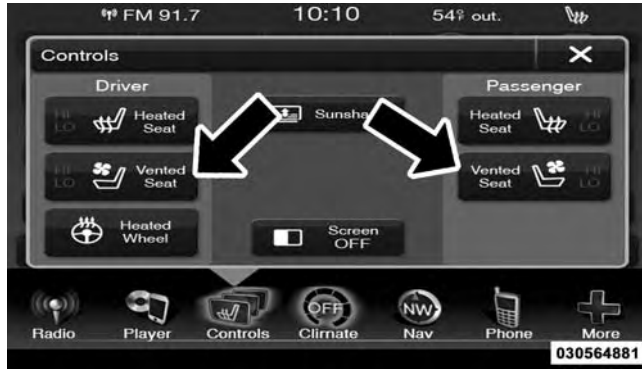 FM 91.7 10:10 54° out.
Controls
Driver Passenger
HI LO Heated Seat
Sunsha
Heated Seat HI LO
HI LO Vented Seat
Vented Seat HI LO
Heated Wheel
Screen OFF
OFF NW
Radio Player Controls Climate Nav Phone More
030564881